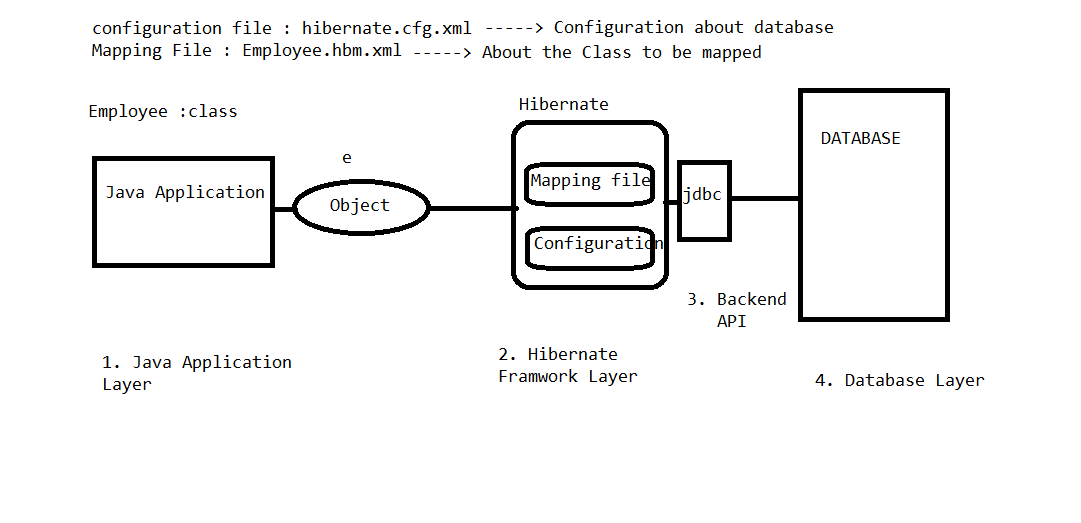 configuration file : hibernate.cfg.xml -----> Configuration about database
Mapping File : Employee.hbm.xml -----> About the Class to be mapped
Employee :class
Hibernate
DATABASE
e
Java Application
Object
Mapping file
jdbc
Configuration
3. Backend
API
1. Java Application
Layer
2. Hibernate
Framwork Layer
4. Database Layer